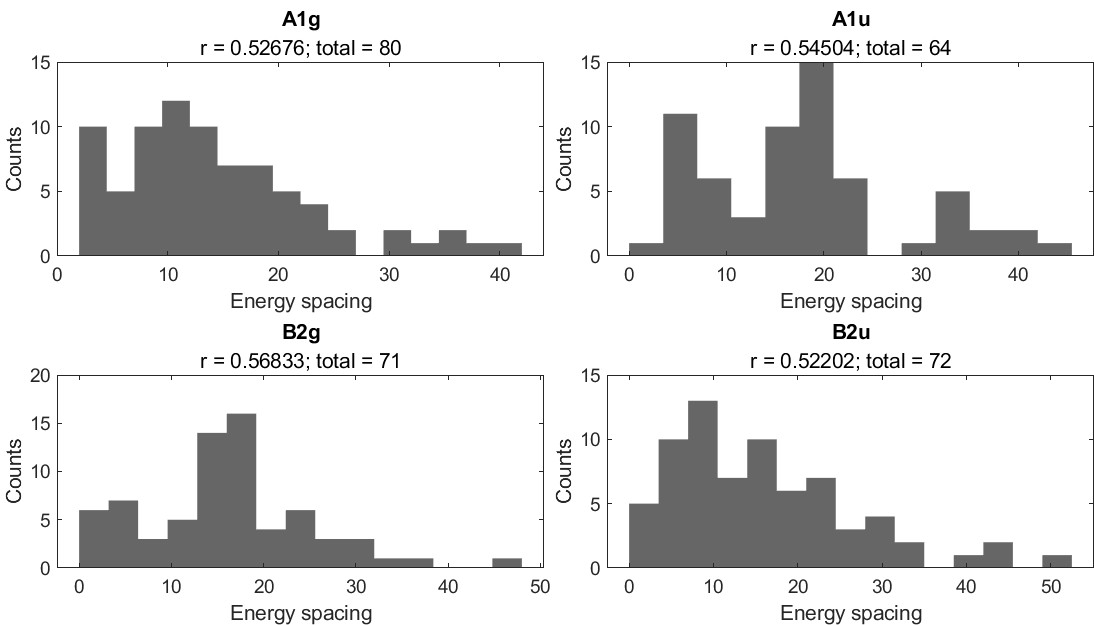 A1g
r = 0.52676; total = 80
15
10
5
0
Counts
0 10 20 30 40
Energy spacing
A1u
r = 0.54504; total = 64
15
10
5
0
Counts
0 10 20 30 40
Energy spacing
B2g
r = 0.56833; total = 71
20
15
10
5
0
Counts
0 10 20 30 40 50
Energy spacing
B2u
r = 0.52202; total = 72
15
10
5
0
Counts
0 10 20 30 40 50
Energy spacing